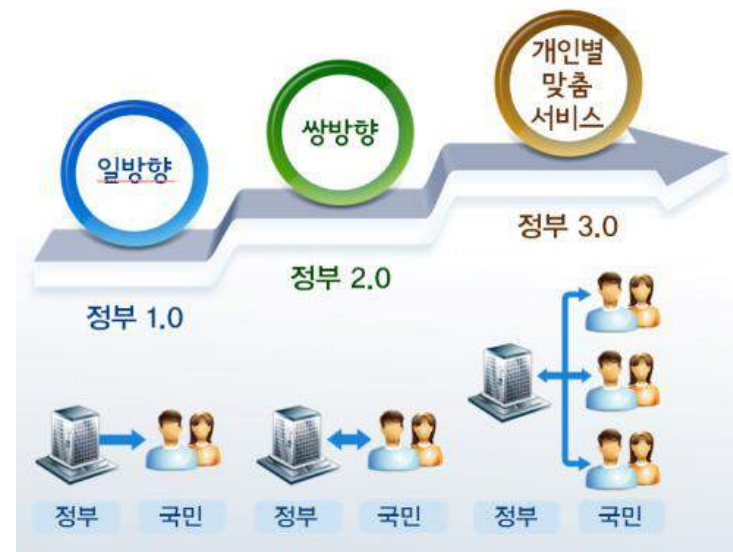 일방향
쌍방향
개인별
맞춤
서비스
정부 1.0
정부 2.0
정부 3.0
정부
국민
정부
국민
정부
국민